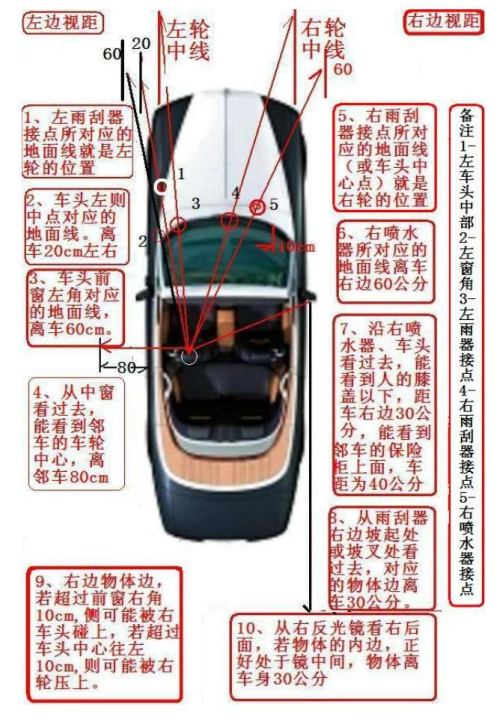 左边视距
右边视距
左轮
中线
右轮
中线
60
20
60
1、左雨刮器
接点所对应的
地面线就是左
轮的位置
2、车头左则
中点对应的
地面线。离
车20cm左右
3、车头前
窗左角对应
的地面线,
离车60cm。
4、从中窗
看过去,
能看到邻
车的车轮
中心,离
邻车80cm
1
2
3
4
5
10cm
80
5、右雨刮
器接点所对
应的地面线
（或车头中
心点）就是
右轮的位置
6、右喷水
器所对应的
地面线离车
右边60公分
7、沿右喷
水器、车头
看过去,能
看到人的膝
盖以下,距
车右边30公
分,能看到
邻车的保险
柜上面,车
距为40公分
8、从雨刮器
右边坡起处
或坡叉处看
过去,对应
的物体边离
车30公分。
备注1-左车头中部2-左窗角3-左雨器接点4-右雨刮器接点5-右喷水器接点
9、右边物体边,
若超过前窗右角
10cm,侧可能被右
车头碰上,若超过
车头中心往左
10cm,则可能被右
轮压上。
10、从右反光镜看右后
面,若物体的内边,正
好处于镜中间,物体离
车身30公分